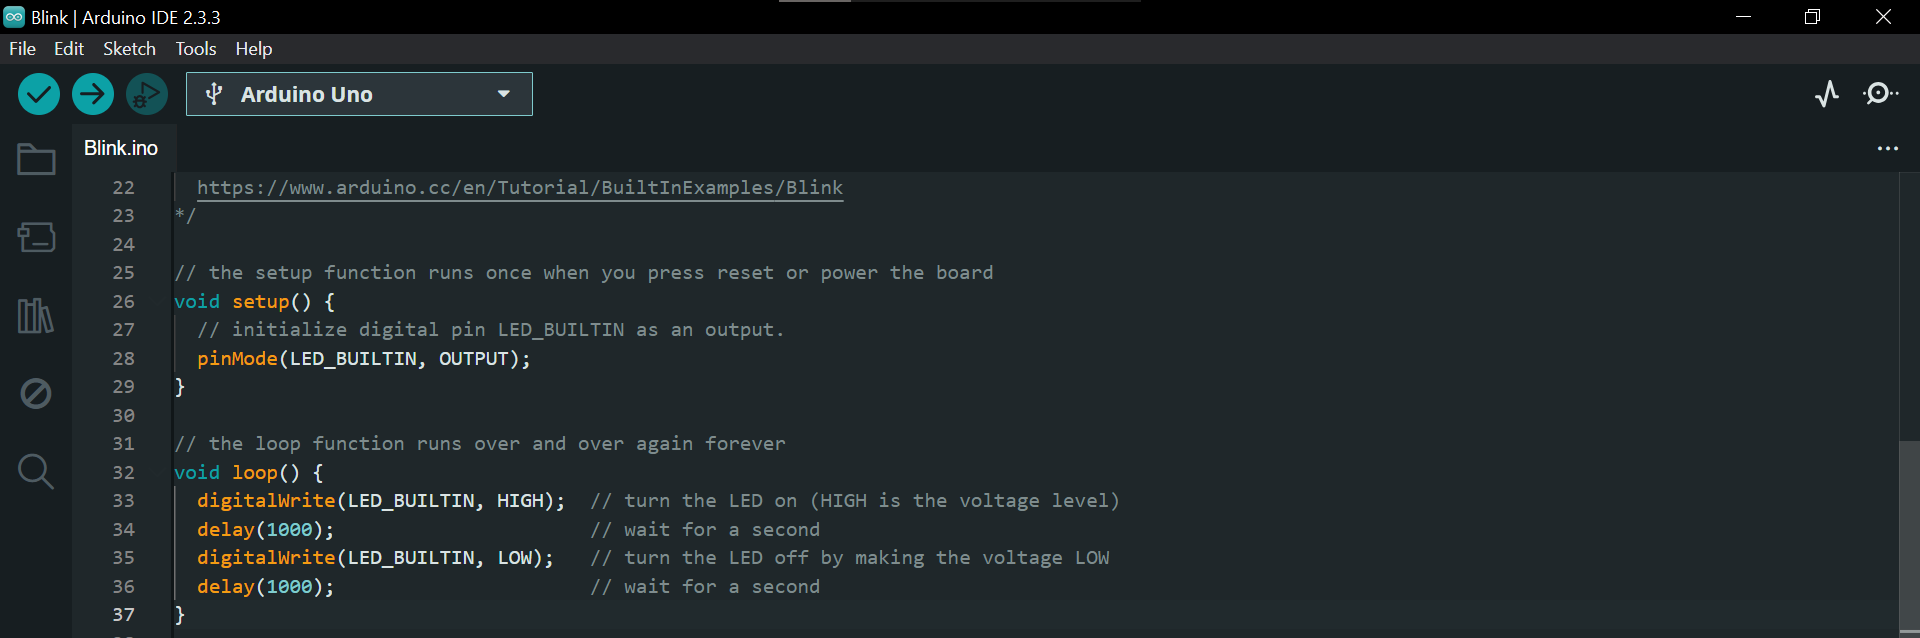 Blink | Arduino IDE 2.3.3
File Edit Sketch Tools Help
Arduino Uno
Blink.ino
22 https://www.arduino.cc/en/Tutorial/BuiltInExamples/Blink
23 */
24
25 // the setup function runs once when you press reset or power the board
26 void setup() {
27 // initialize digital pin LED_BUILTIN as an output.
28 pinMode(LED_BUILTIN, OUTPUT);
29 }
30
31 // the loop function runs over and over again forever
32 void loop() {
33 digitalWrite(LED_BUILTIN, HIGH); // turn the LED on (HIGH is the voltage level)
34 delay(1000); // wait for a second
35 digitalWrite(LED_BUILTIN, LOW); // turn the LED off by making the voltage LOW
36 delay(1000); // wait for a second
37 }